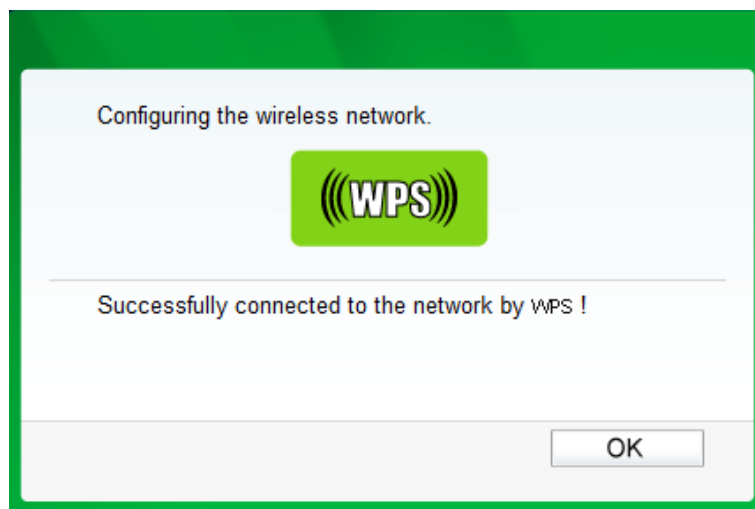 Configuring the wireless network.
(((WPS)))
Successfully connected to the network by WPS !
OK